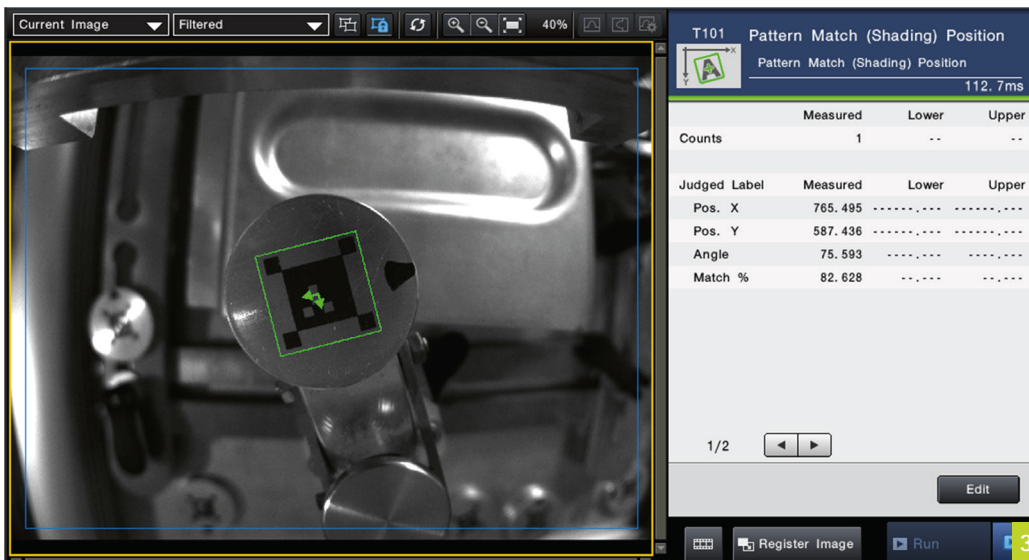 Current Image
Filtered
40%
T101
Pattern Match (Shading) Position
X
Y
A
Pattern Match (Shading) Position
112.7ms
Measured Lower Upper
Counts 1 -- --
Judged Label Measured Lower Upper
Pos. X 765.495 ------.--- ------.---
Pos. Y 587.436 ------.--- ------.---
Angle 75.593 ----.--- ----.---
Match % 82.628 --.--- --.---
1/2
Edit
Register Image
Run
3